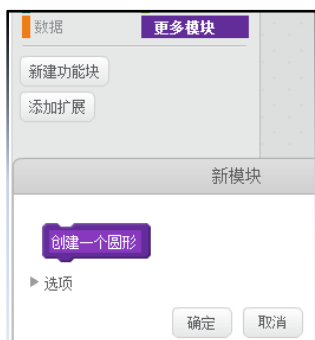 数据 更多模块
新建功能块
添加扩展
新模块
创建一个圆形
选项
确定 取消